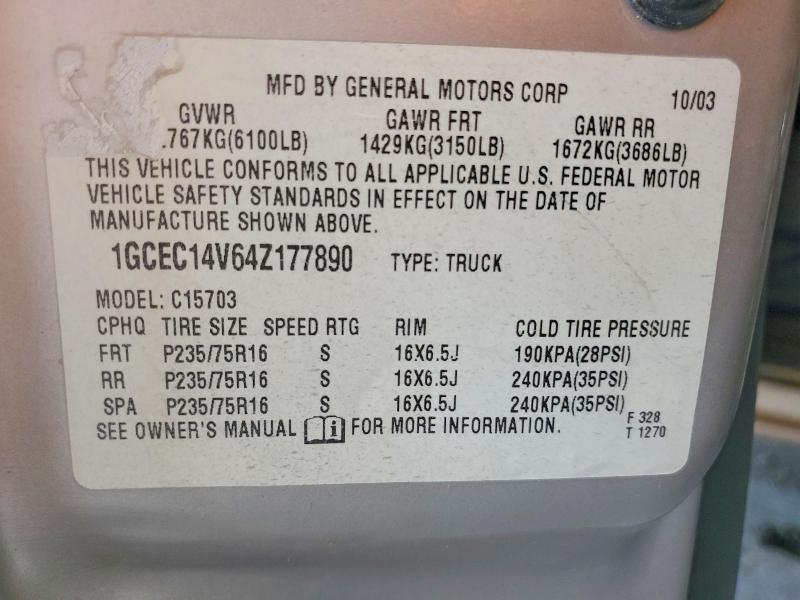 MFD BY GENERAL MOTORS CORP 10/03
GVWR GAWR FRT GAWR RR
.767KG(6100LB) 1429KG(3150LB) 1672KG(3686LB)
THIS VEHICLE CONFORMS TO ALL APPLICABLE U.S. FEDERAL MOTOR
VEHICLE SAFETY STANDARDS IN EFFECT ON THE DATE OF
MANUFACTURE SHOWN ABOVE.
1GCEC14V64Z177890 TYPE: TRUCK
MODEL: C15703
CPHQ TIRE SIZE SPEED RTG RIM COLD TIRE PRESSURE
FRT P235/75R16 S 16X6.5J 190KPA(28PSI)
RR P235/75R16 S 16X6.5J 240KPA(35PSI)
SPA P235/75R16 S 16X6.5J 240KPA(35PSI)
SEE OWNER'S MANUAL i FOR MORE INFORMATION.
F 328
T 1270